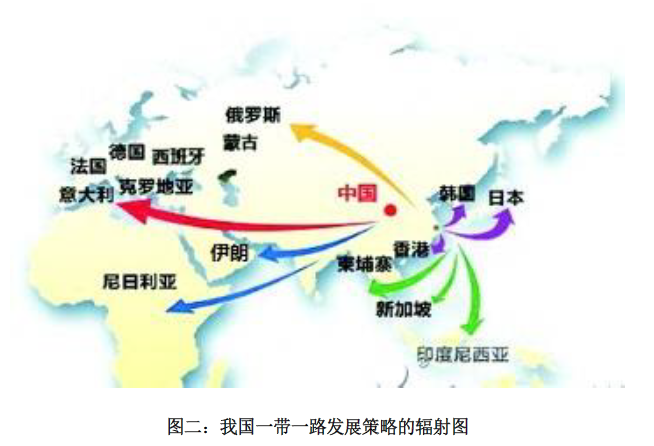 俄罗斯
蒙古
德国
法国
西班牙
意大利
克罗地亚
中国
韩国
日本
伊朗
香港
柬埔寨
尼日利亚
新加坡
印度尼西亚
图二：我国一带一路发展策略的辐射图